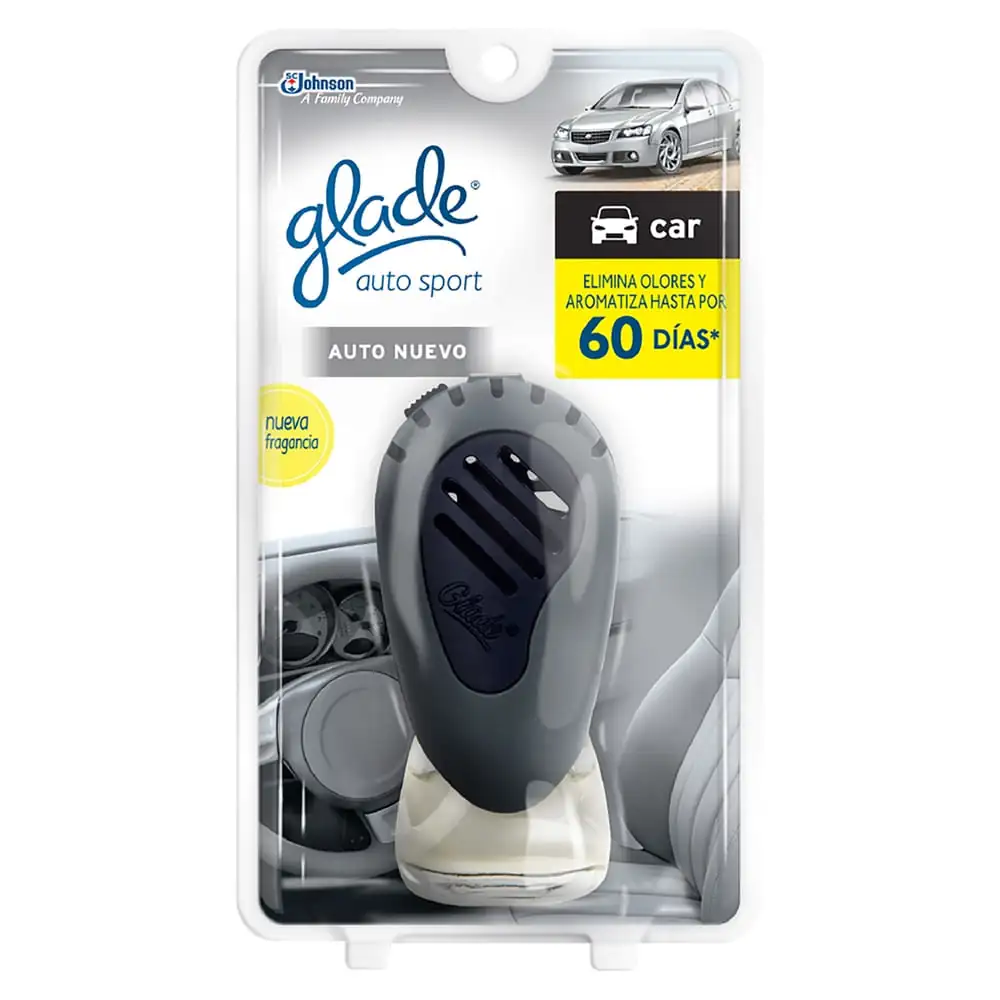 SC Johnson
A Family Company
glade®
auto sport
AUTO NUEVO
car
ELIMINA OLORES Y
AROMATIZA HASTA POR
60 DÍAS*
nueva
fragancia
Glade®